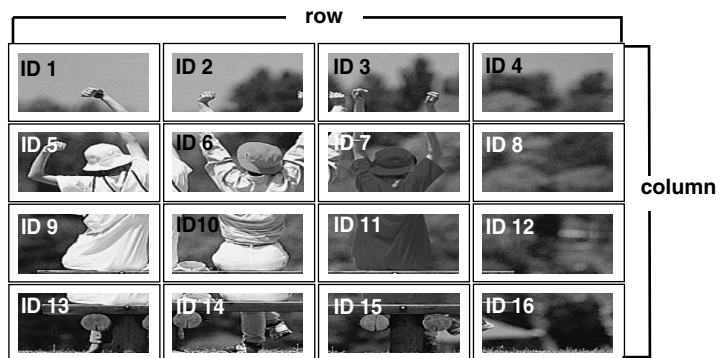 row
ID 1 ID 2 ID 3 ID 4
ID 5 ID 6 ID 7 ID 8
column
ID 9 ID10 ID 11 ID 12
ID 13 ID 14 ID 15 ID 16